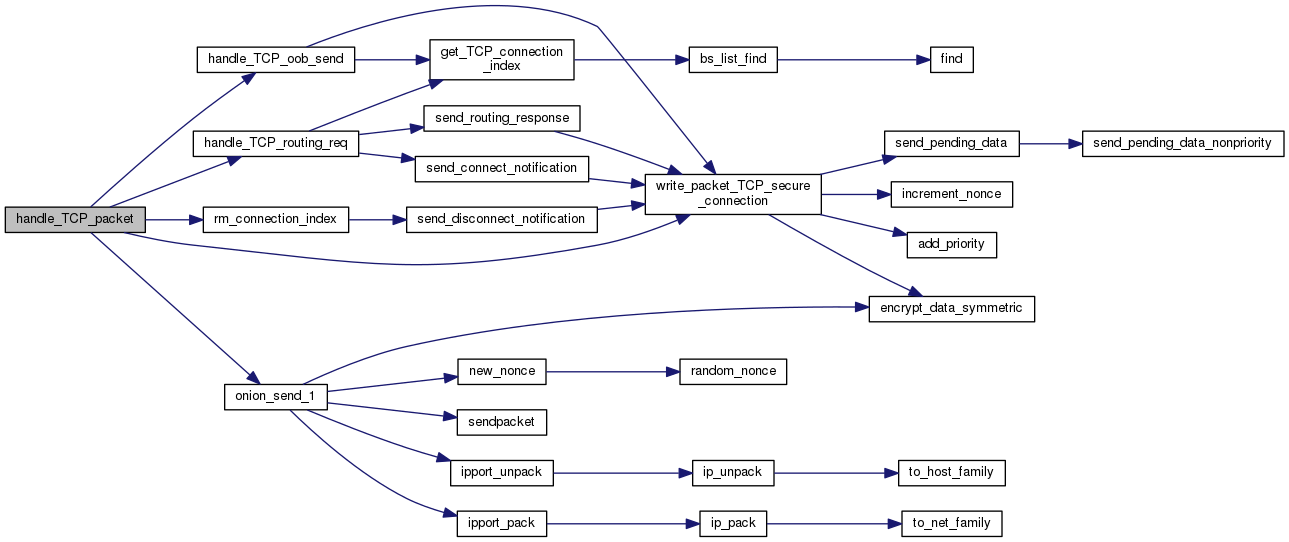 handle_TCP_oob_send
get_TCP_connection
_index
bs_list_find
find
handle_TCP_routing_req
send_routing_response
send_connect_notification
send_pending_data
send_pending_data_nonpriority
write_packet_TCP_secure
_connection
increment_nonce
handle_TCP_packet
rm_connection_index
send_disconnect_notification
add_priority
encrypt_data_symmetric
onion_send_1
new_nonce
random_nonce
sendpacket
ipport_unpack
ip_unpack
to_host_family
ipport_pack
ip_pack
to_net_family